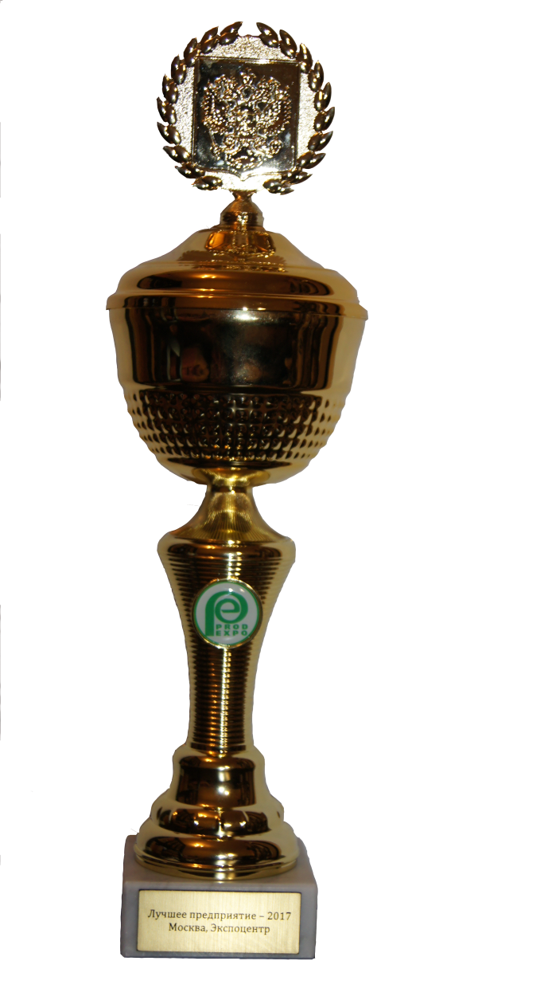 PROD
EXPO
Лучшее предприятие – 2017
Москва, Экспоцентр